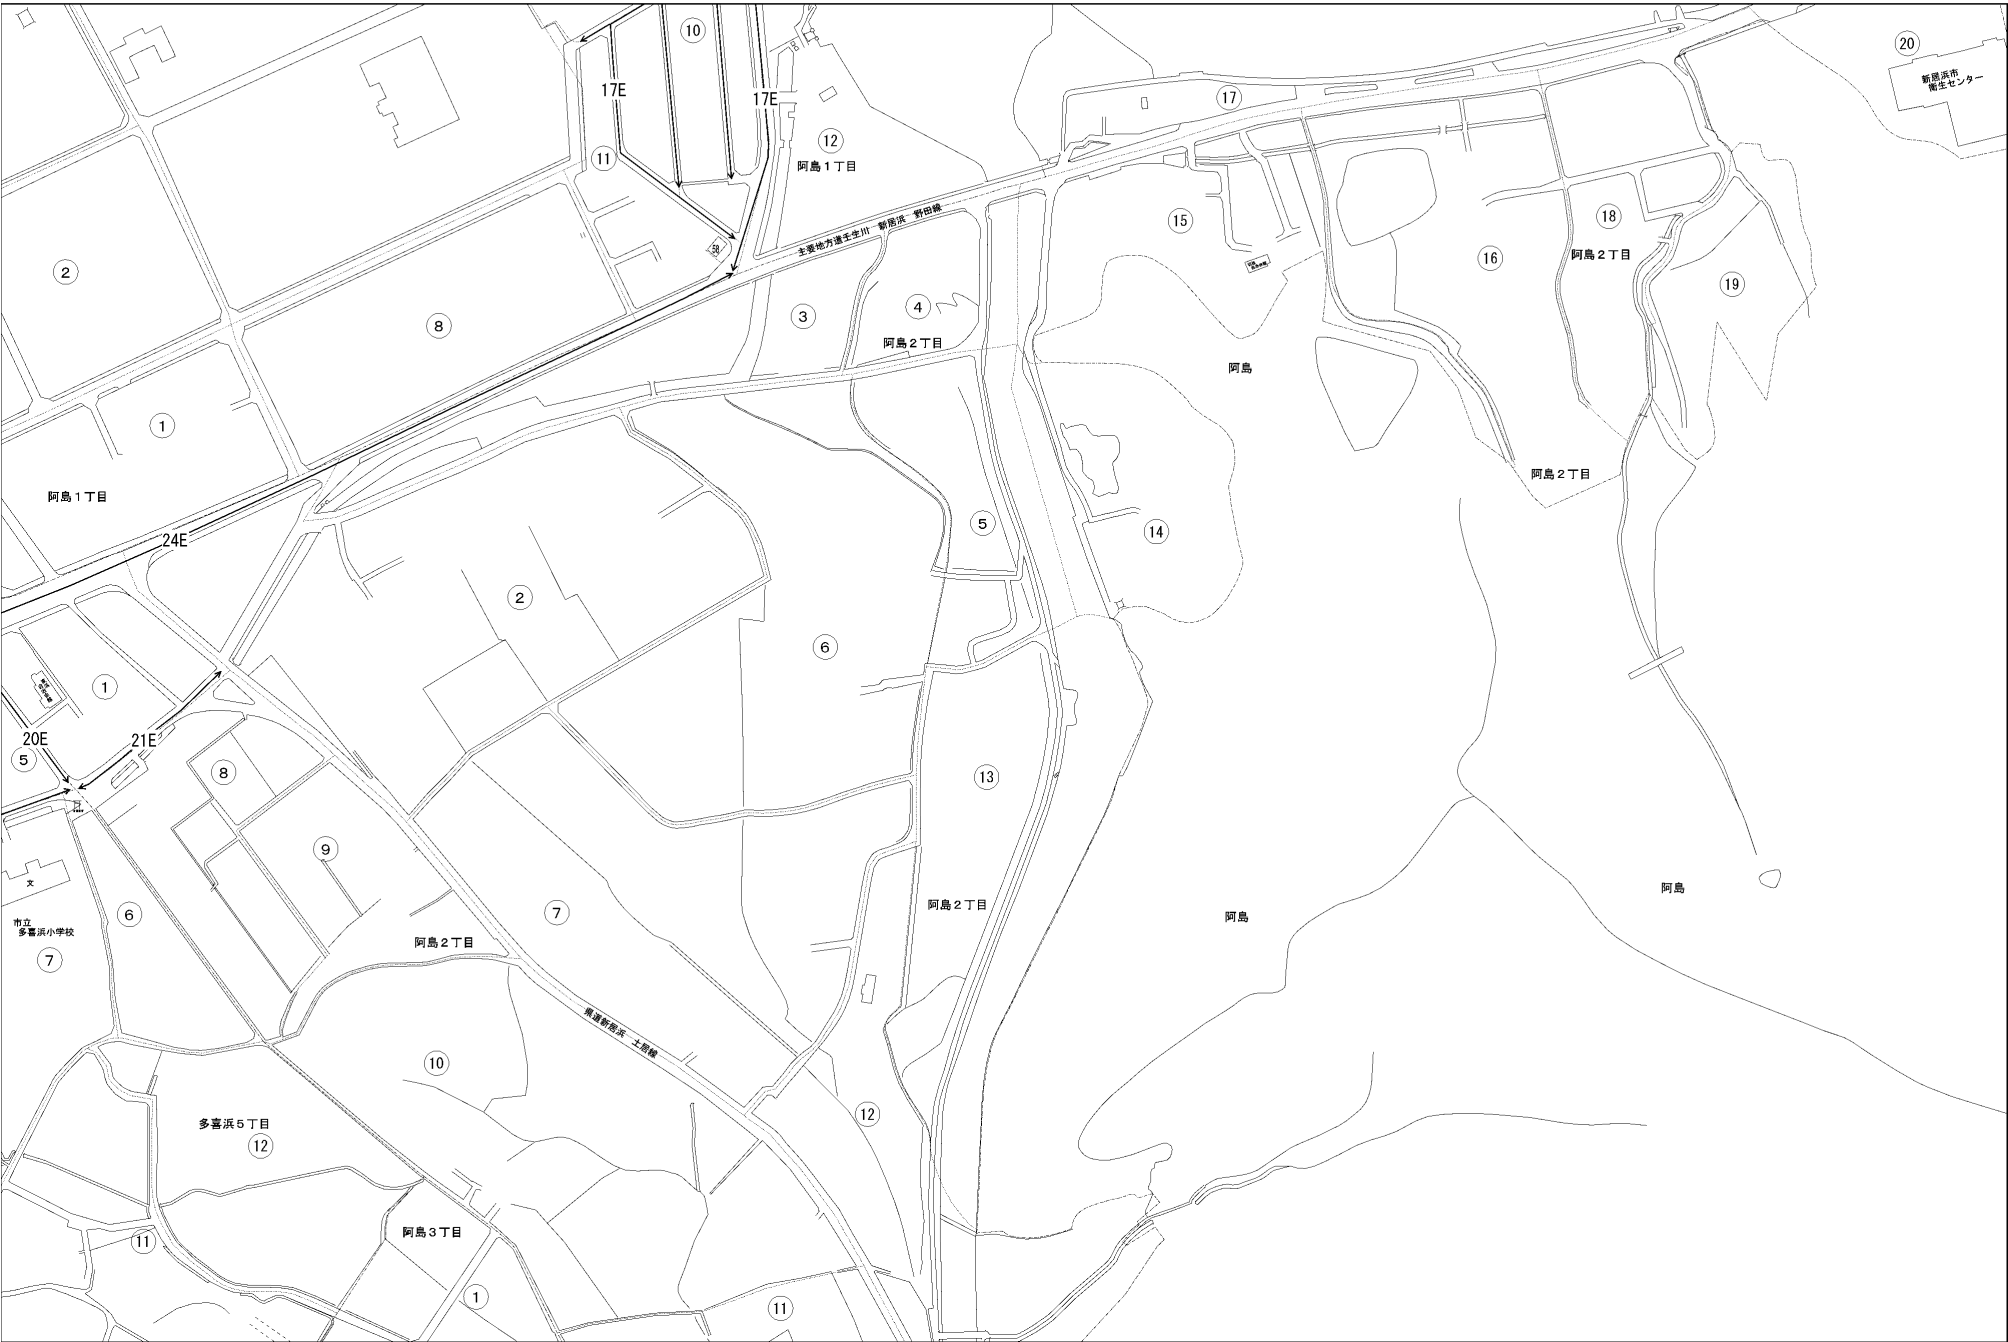 ⑩
⑳
新居浜市
衛生センター
17E
17E
⑰
⑫
⑪
阿島１丁目
⑮
⑱
主要地方道壬生川　新居浜　野田線
58
阿島２丁目
⑯
②
⑲
③
④
⑧
阿島２丁目
阿島
①
阿島２丁目
阿島１丁目
⑤
⑭
24E
②
⑥
①
20E
21E
⑤
⑧
⑬
⑨
文
阿島
⑥
⑦
阿島２丁目
阿島
市立
多喜浜小学校
阿島２丁目
⑦
県道新居浜　土居線
⑩
⑫
多喜浜５丁目
⑫
阿島３丁目
⑪
①
⑪